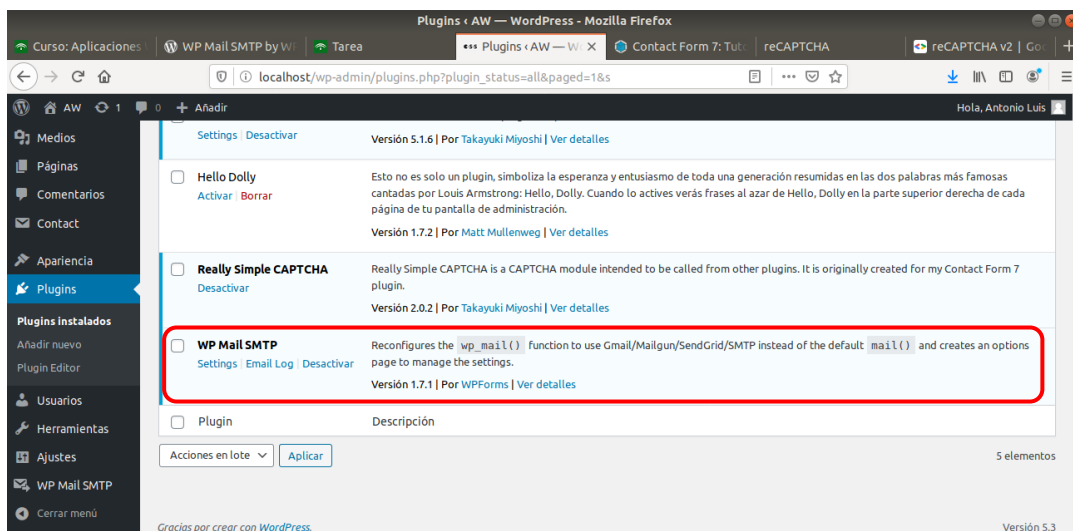 Plugins ‹ AW — WordPress - Mozilla Firefox
Curso: Aplicaciones
WP Mail SMTP by W
Tarea
Plugins ‹ AW — W
Contact Form 7: Tut
reCAPTCHA
reCAPTCHA v2 | Go
localhost/wp-admin/plugins.php?plugin_status=all&paged=1&s
AW 1 0 + Añadir
Hola, Antonio Luis
Medios
Páginas
Comentarios
Contact
Apariencia
Plugins
Plugins instalados
Añadir nuevo
Plugin Editor
Usuarios
Herramientas
Ajustes
WP Mail SMTP
Cerrar menú
Settings | Desactivar
Versión 5.1.6 | Por Takayuki Miyoshi | Ver detalles
Hello Dolly
Activar | Borrar
Esto no es solo un plugin, simboliza la esperanza y entusiasmo de toda una generación resumidas en las dos palabras más famosas
cantadas por Louis Armstrong: Hello, Dolly. Cuando lo actives verás frases al azar de Hello, Dolly en la parte superior derecha de cada
página de tu pantalla de administración.
Versión 1.7.2 | Por Matt Mullenweg | Ver detalles
Really Simple CAPTCHA
Desactivar
Really Simple CAPTCHA is a CAPTCHA module intended to be called from other plugins. It is originally created for my Contact Form 7
plugin.
Versión 2.0.2 | Por Takayuki Miyoshi | Ver detalles
WP Mail SMTP
Settings | Email Log | Desactivar
Reconfigures the wp_mail() function to use Gmail/Mailgun/SendGrid/SMTP instead of the default mail() and creates an options
page to manage the settings.
Versión 1.7.1 | Por WPForms | Ver detalles
Plugin
Descripción
Acciones en lote
Aplicar
5 elementos
Gracias por crear con WordPress.
Versión 5.3